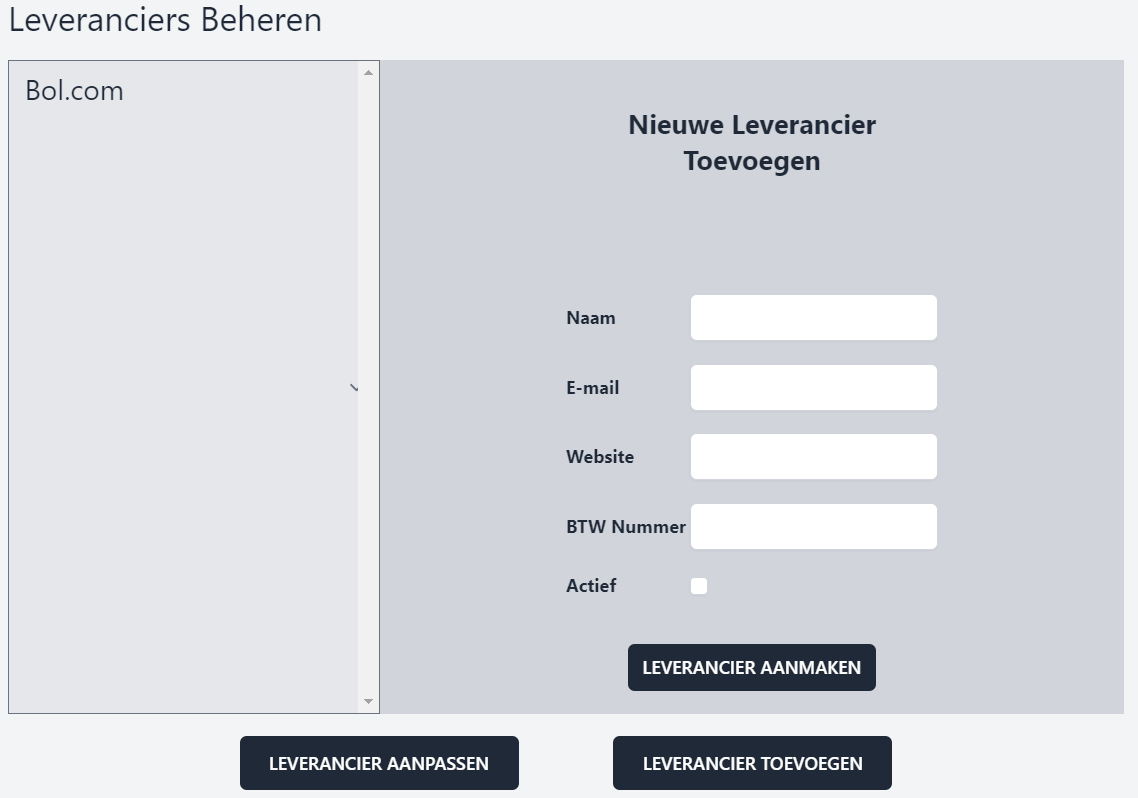 Leveranciers Beheren
Bol.com
Nieuwe Leverancier
Toevoegen
Naam
E-mail
Website
BTW Nummer
Actief
LEVERANCIER AANMAKEN
LEVERANCIER AANPASSEN
LEVERANCIER TOEVOEGEN